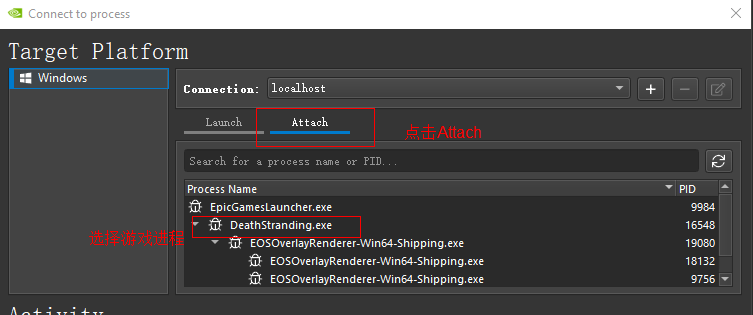 Connect to process
Target Platform
Windows
Connection: localhost
Launch Attach
点击Attach
Search for a process name or PID...
Process Name PID
EpicGamesLauncher.exe 9984
选择游戏进程
DeathStranding.exe 16548
EOSOverlayRenderer-Win64-Shipping.exe 19080
EOSOverlayRenderer-Win64-Shipping.exe 18132
EOSOverlayRenderer-Win64-Shipping.exe 9756
Activity